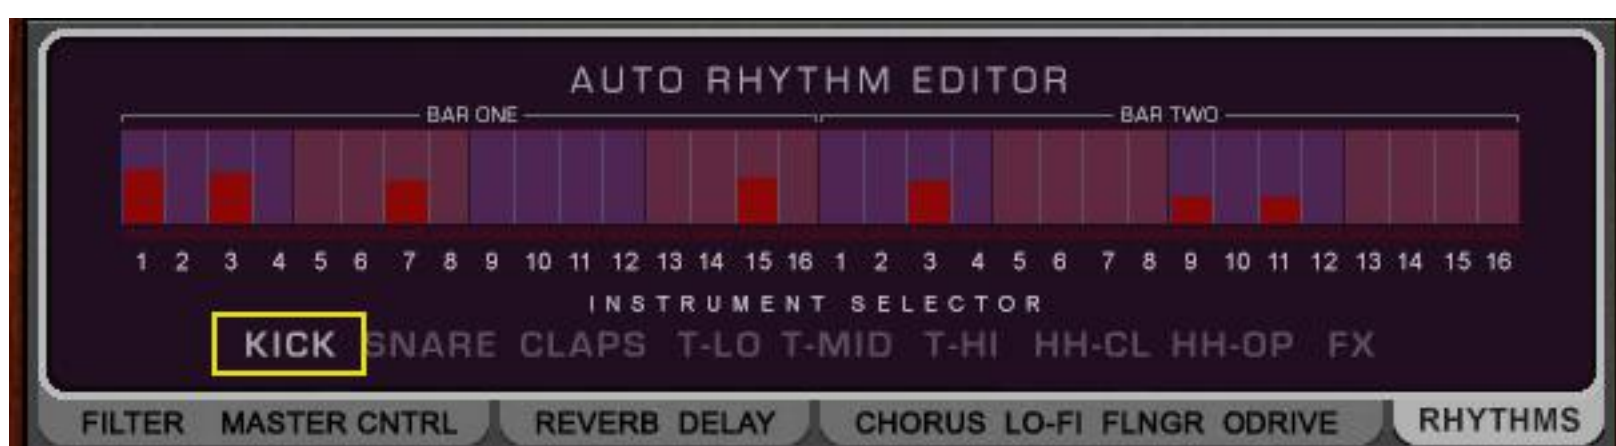 AUTO RHYTHM EDITOR
BAR ONE BAR TWO
1 2 3 4 5 6 7 8 9 10 11 12 13 14 15 16 1 2 3 4 5 6 7 8 9 10 11 12 13 14 15 16
INSTRUMENT SELECTOR
KICK SNARE CLAPS T-LO T-MID T-HI HH-CL HH-OP FX
FILTER MASTER CNTRL REVERB DELAY CHORUS LO-FI FLNGR ODRIVE RHYTHMS